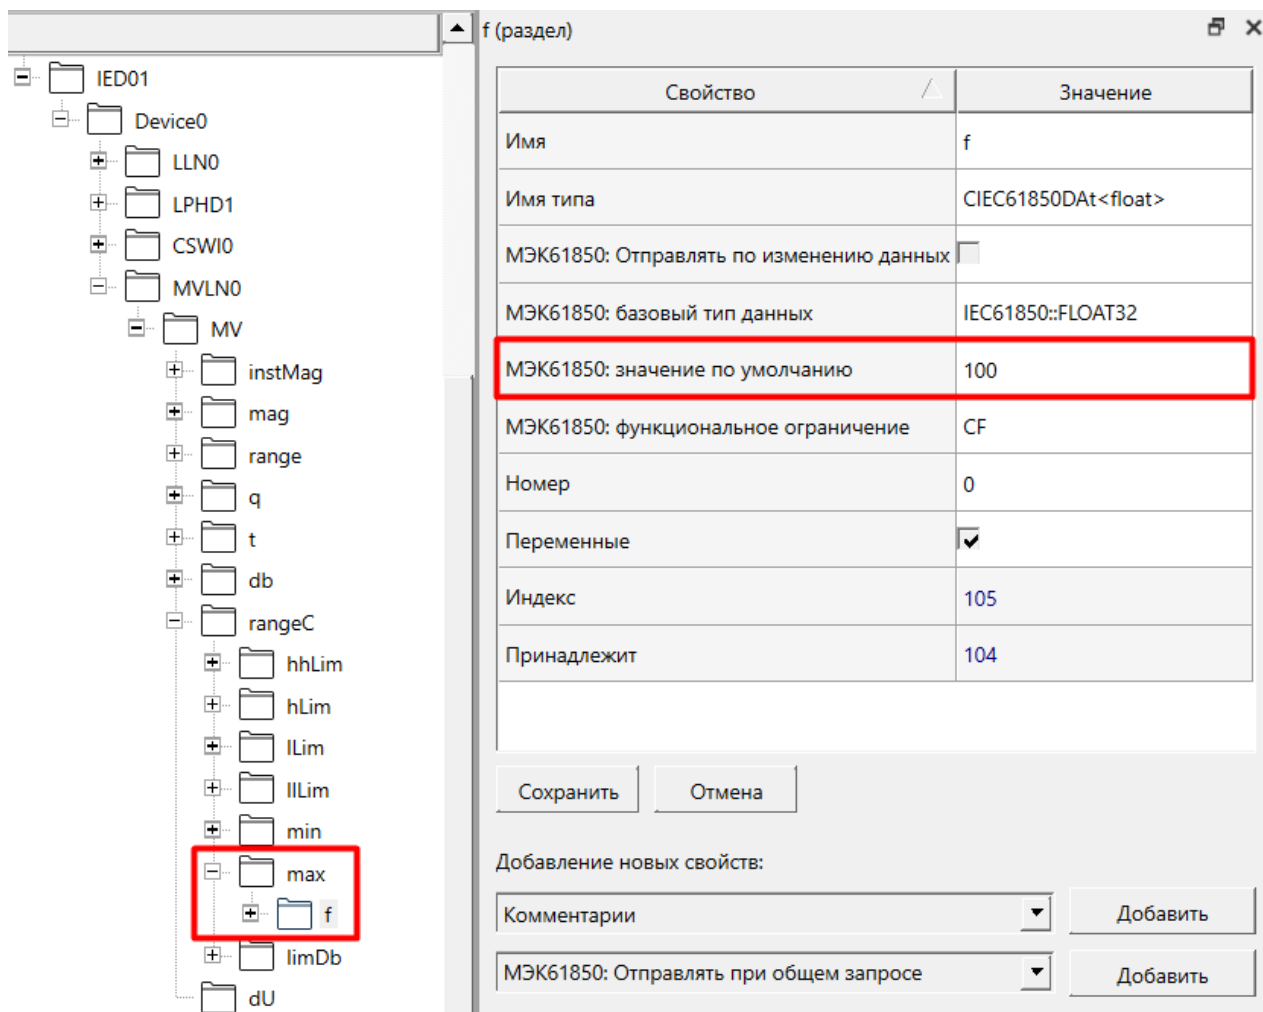 IED01
Device0
LLN0
LPHD1
CSWI0
MVLN0
MV
instMag
mag
range
q
t
db
rangeC
hhLim
hLim
lLim
llLim
min
max
f
limDb
dU
f (раздел)
Свойство Значение
Имя f
Имя типа CIEC61850DAt<float>
МЭК61850: Отправлять по изменению данных
МЭК61850: базовый тип данных IEC61850::FLOAT32
МЭК61850: значение по умолчанию 100
МЭК61850: функциональное ограничение CF
Номер 0
Переменные
Индекс 105
Принадлежит 104
Сохранить Отмена
Добавление новых свойств:
Комментарии Добавить
МЭК61850: Отправлять при общем запросе Добавить